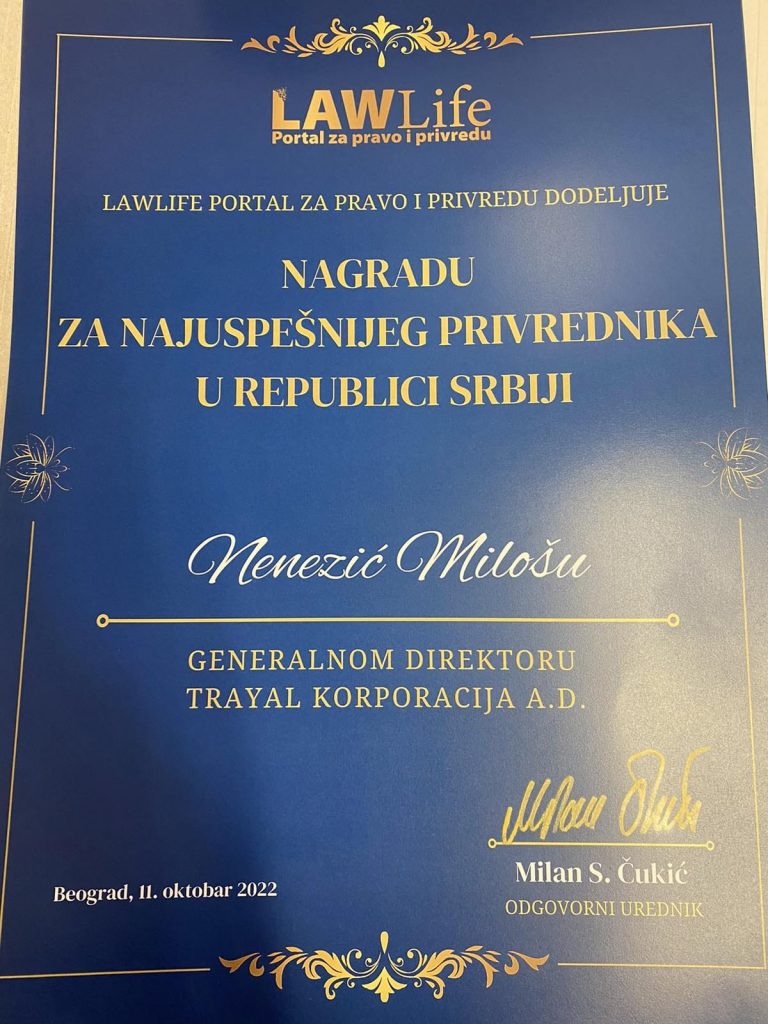 LAWLife
Portal za pravo i privredu
LAWLIFE PORTAL ZA PRAVO I PRIVREDU DODELJUJE
NAGRADU
ZA NAJUSPEŠNIJEG PRIVREDNIKA
U REPUBLICI SRBIJI
Nenezić Milošu
GENERALNOM DIREKTORU
TRAYAL KORPORACIJA A.D.
Milan S. Čukić
Beograd, 11. oktobar 2022
ODGOVORNI UREDNIK